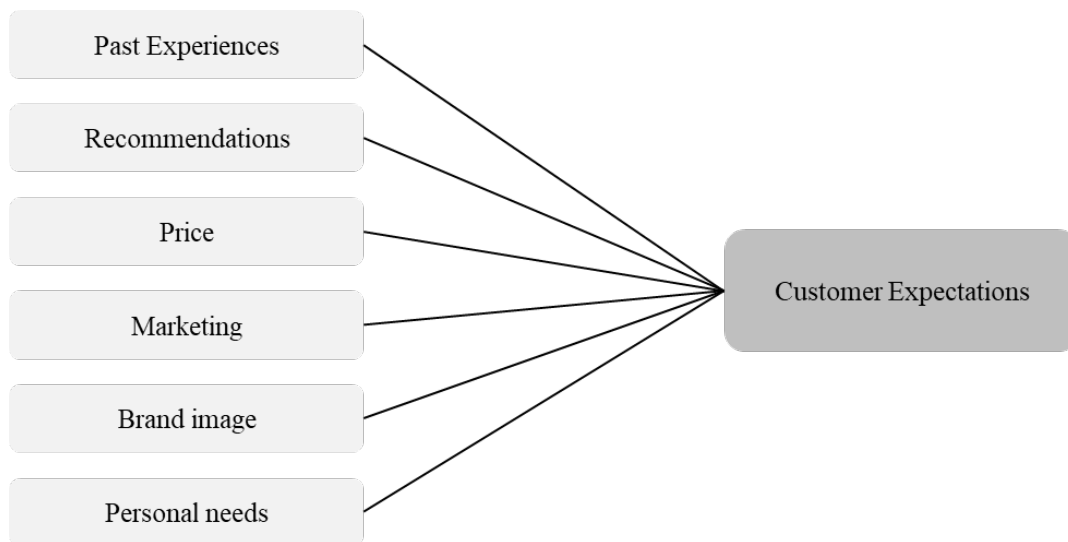 Past Experiences
Recommendations
Price
Marketing
Brand image
Personal needs
Customer Expectations